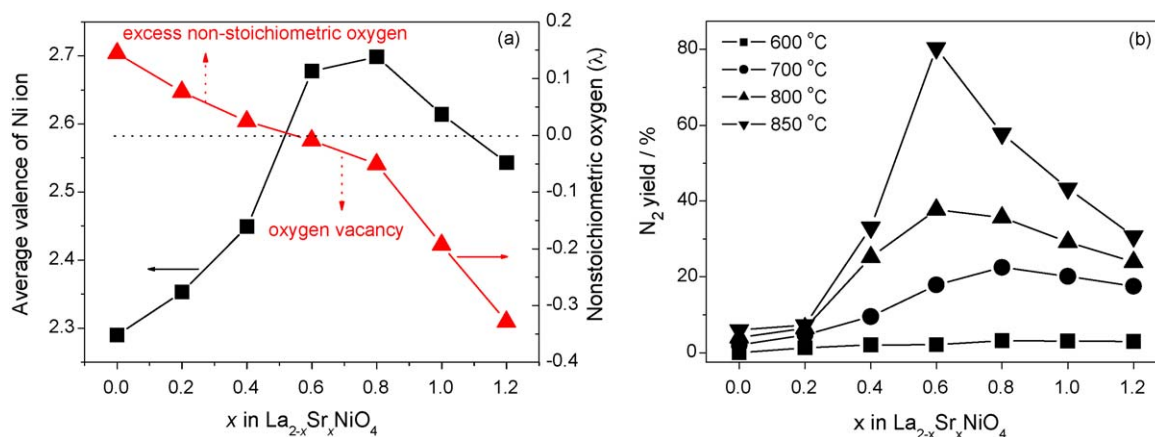 (a)
excess non-stoichiometric oxygen
oxygen vacancy
Average valence of Ni ion
2.7
2.6
2.5
2.4
2.3
0.2
0.1
0.0
-0.1
-0.2
-0.3
-0.4
Nonstoichiometric oxygen (λ)
0.0 0.2 0.4 0.6 0.8 1.0 1.2
x in La2-xSrxNiO4
(b)
600 °C
700 °C
800 °C
850 °C
N2 yield / %
80
60
40
20
0
0.0 0.2 0.4 0.6 0.8 1.0 1.2
x in La2-xSrxNiO4